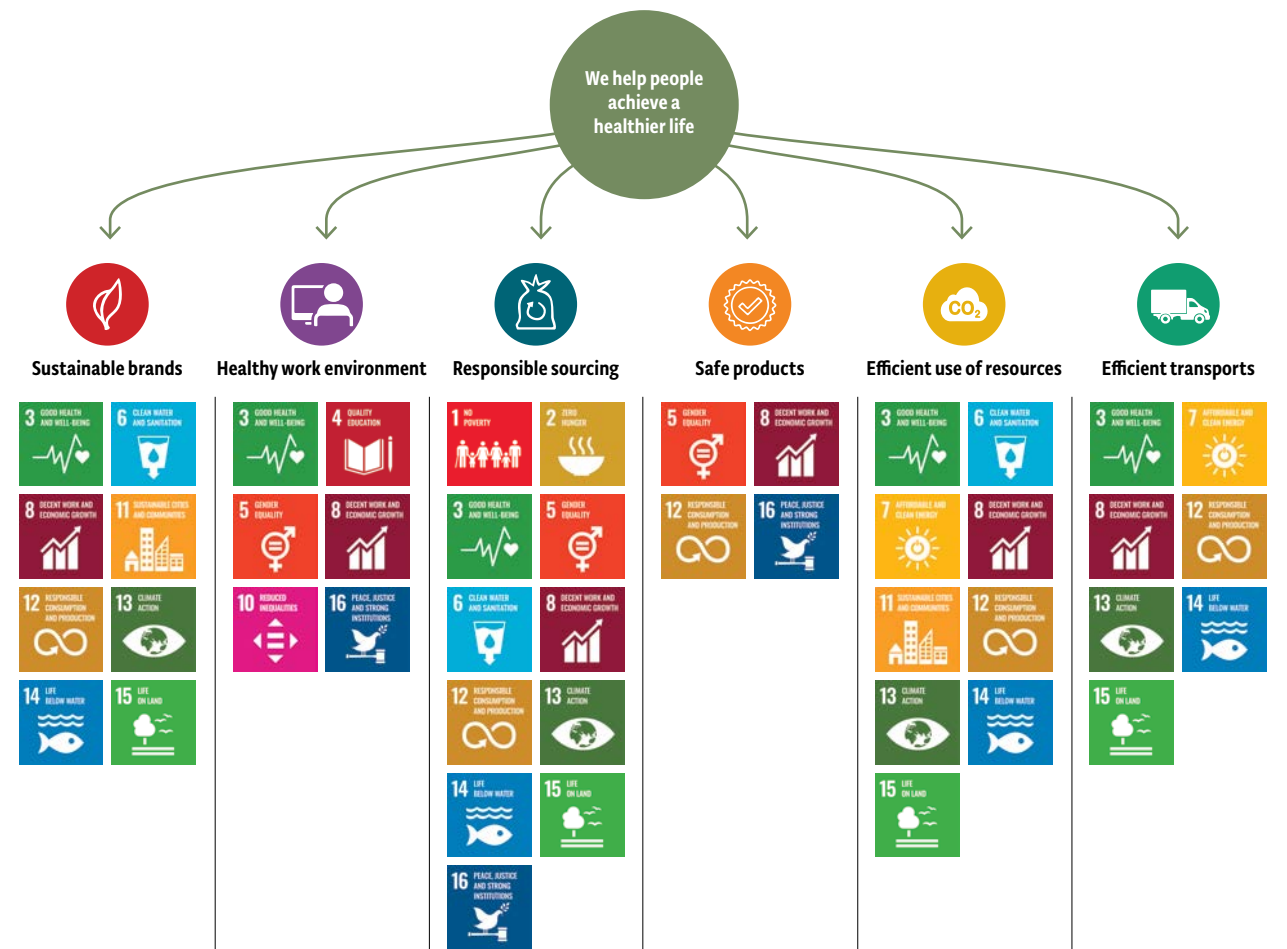 We help people
achieve a
healthier life
CO₂
Sustainable brands
3 GOOD HEALTH
AND WELL-BEING
6 CLEAN WATER
AND SANITATION
8 DECENT WORK AND
ECONOMIC GROWTH
11 SUSTAINABLE CITIES
AND COMMUNITIES
12 RESPONSIBLE
CONSUMPTION
AND PRODUCTION
13 CLIMATE
ACTION
14 LIFE
BELOW WATER
15 LIFE
ON LAND
Healthy work environment
3 GOOD HEALTH
AND WELL-BEING
4 QUALITY
EDUCATION
5 GENDER
EQUALITY
8 DECENT WORK AND
ECONOMIC GROWTH
10 REDUCED
INEQUALITIES
16 PEACE, JUSTICE
AND STRONG
INSTITUTIONS
Responsible sourcing
1 NO
POVERTY
2 ZERO
HUNGER
3 GOOD HEALTH
AND WELL-BEING
5 GENDER
EQUALITY
6 CLEAN WATER
AND SANITATION
8 DECENT WORK AND
ECONOMIC GROWTH
12 RESPONSIBLE
CONSUMPTION
AND PRODUCTION
13 CLIMATE
ACTION
14 LIFE
BELOW WATER
15 LIFE
ON LAND
16 PEACE, JUSTICE
AND STRONG
INSTITUTIONS
Safe products
5 GENDER
EQUALITY
8 DECENT WORK AND
ECONOMIC GROWTH
12 RESPONSIBLE
CONSUMPTION
AND PRODUCTION
16 PEACE, JUSTICE
AND STRONG
INSTITUTIONS
Efficient use of resources
3 GOOD HEALTH
AND WELL-BEING
6 CLEAN WATER
AND SANITATION
7 AFFORDABLE AND
CLEAN ENERGY
8 DECENT WORK AND
ECONOMIC GROWTH
11 SUSTAINABLE CITIES
AND COMMUNITIES
12 RESPONSIBLE
CONSUMPTION
AND PRODUCTION
13 CLIMATE
ACTION
14 LIFE
BELOW WATER
15 LIFE
ON LAND
Efficient transports
3 GOOD HEALTH
AND WELL-BEING
7 AFFORDABLE AND
CLEAN ENERGY
8 DECENT WORK AND
ECONOMIC GROWTH
12 RESPONSIBLE
CONSUMPTION
AND PRODUCTION
13 CLIMATE
ACTION
14 LIFE
BELOW WATER
15 LIFE
ON LAND